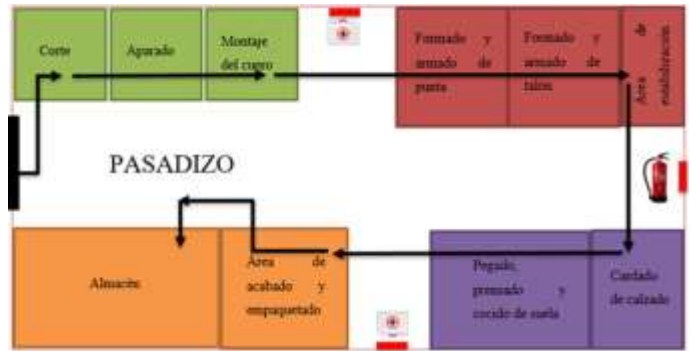 Corte
Aparado
Montaje
del cuero
Formado y
armado de
punta
Formado y
armado de
talón
Área de
estabilización
PASADIZO
Almacén
Área de
acabado y
empaquetado
Pegado,
prensado y
cocido de suela
Cardado
de calzado